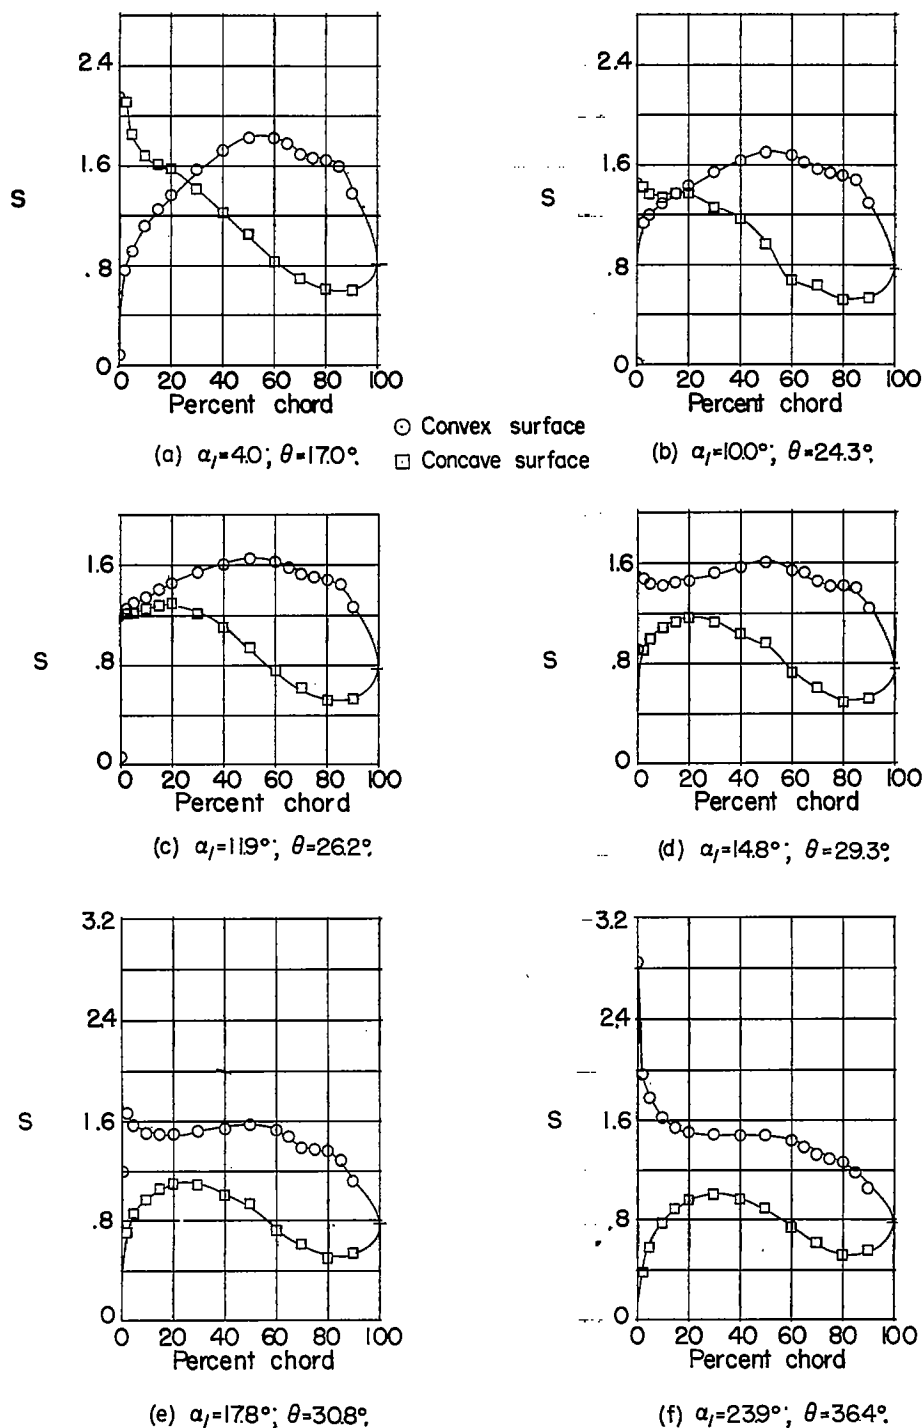 2.4
1.6
S
.8
0
0 20 40 60 80 100
Percent chord
(a) α₁=4.0; θ=17.0°.
2.4
1.6
S
.8
0
0 20 40 60 80 100
Percent chord
(b) α₁=10.0°; θ=24.3°.
Convex surface
Concave surface
1.6
S
.8
0
0 20 40 60 80 100
Percent chord
(c) α₁=11.9°; θ=26.2°.
1.6
S
.8
0
0 20 40 60 80 100
Percent chord
(d) α₁=14.8°; θ=29.3°.
3.2
2.4
1.6
S
.8
0
0 20 40 60 80 100
Percent chord
(e) α₁=17.8°; θ=30.8°.
3.2
2.4
1.6
S
.8
0
0 20 40 60 80 100
Percent chord
(f) α₁=23.9°; θ=36.4°.